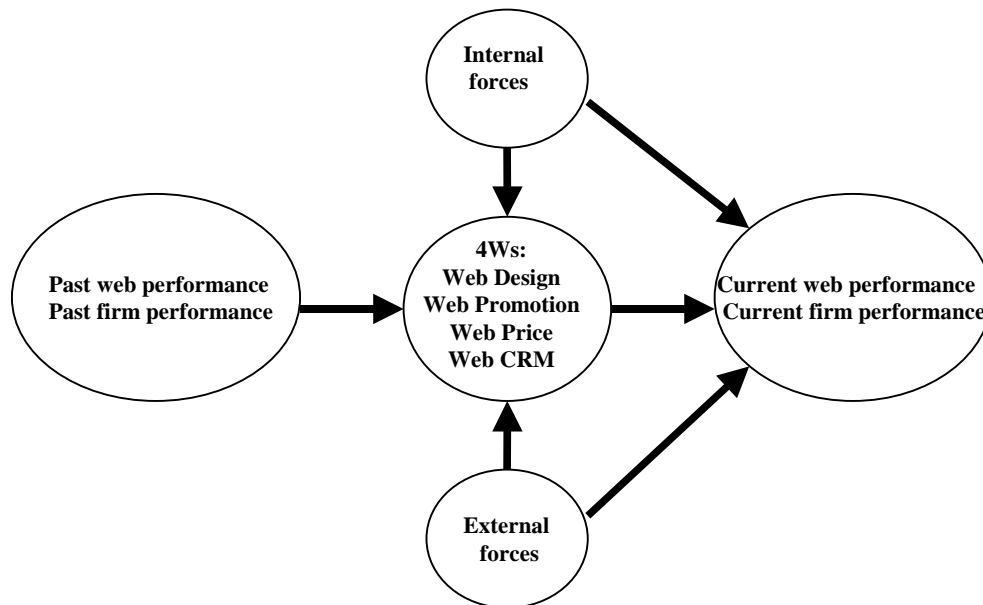 Internal
forces
Past web performance
Past firm performance
4Ws:
Web Design
Web Promotion
Web Price
Web CRM
Current web performance
Current firm performance
External
forces